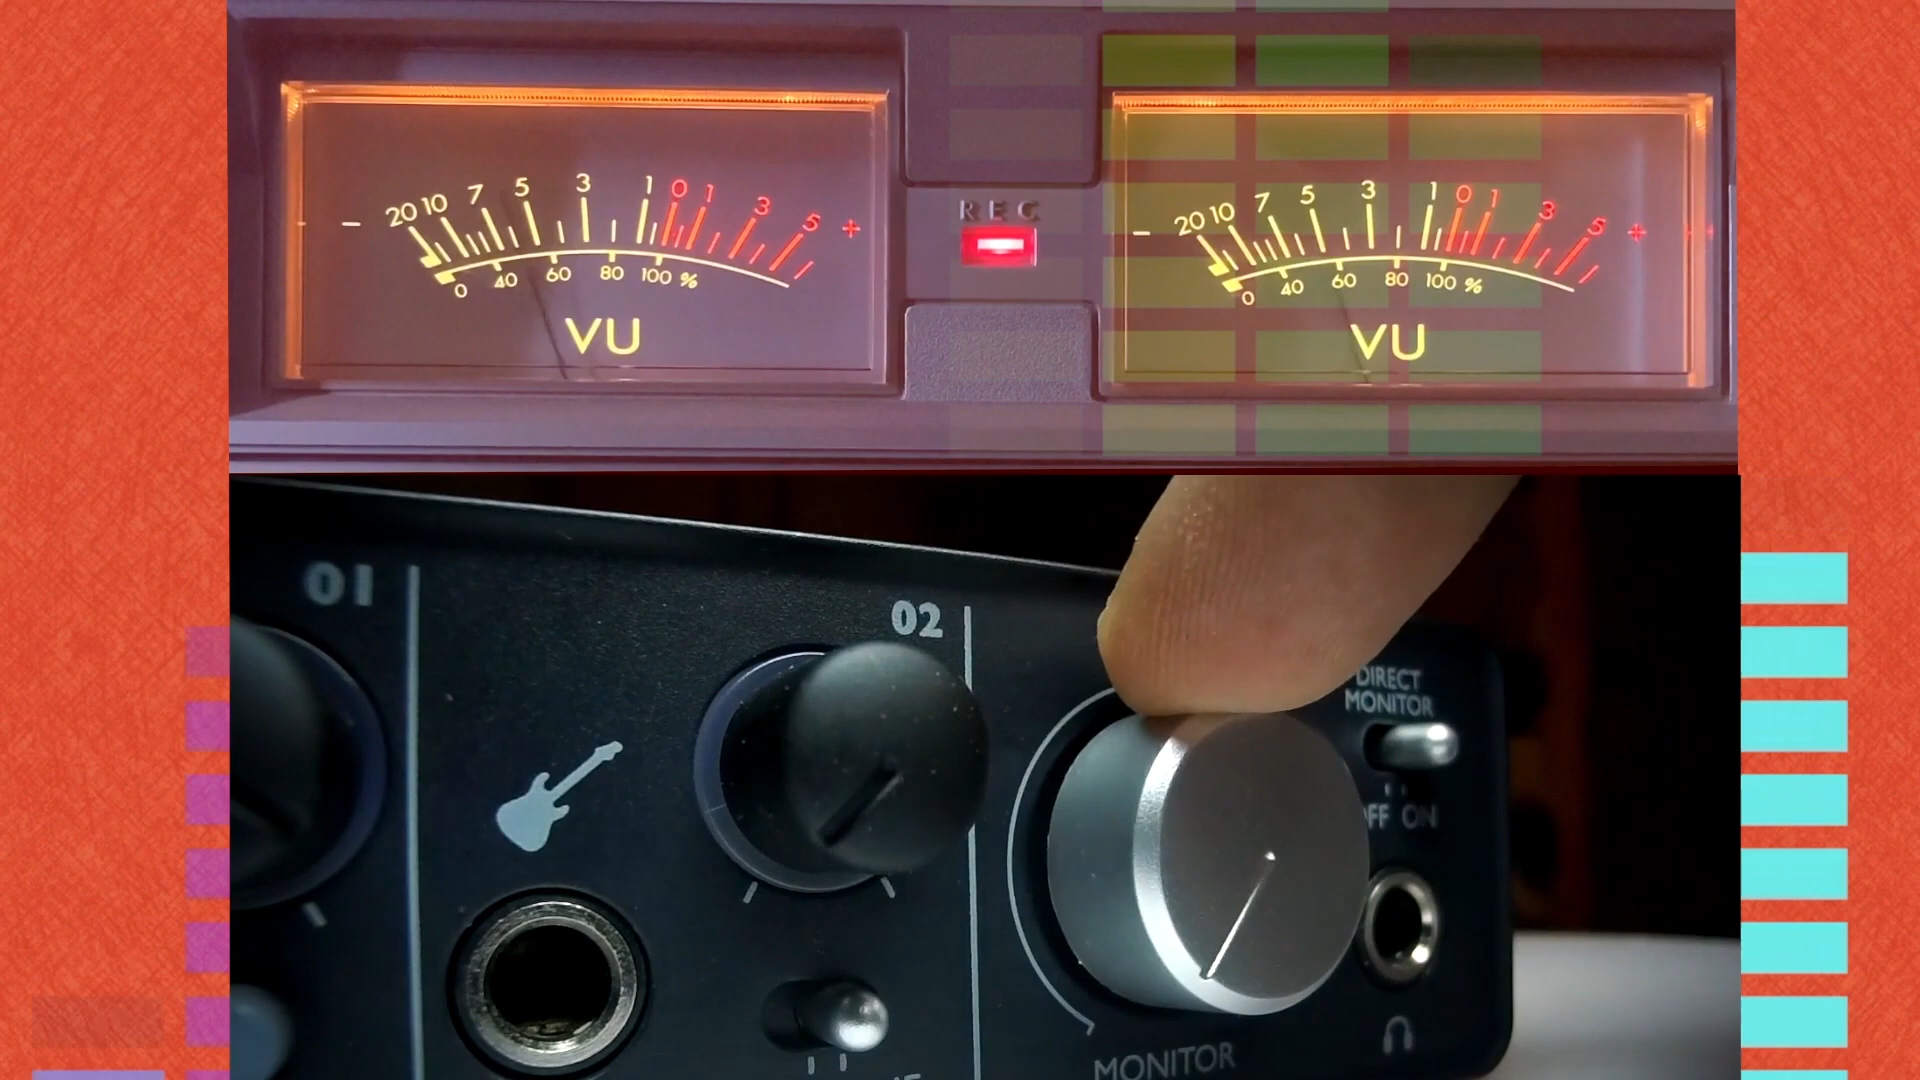 − 20 10 7 5 3 1 0 1 3 5 +
0 40 60 80 100 %
VU
REC
− 20 10 7 5 3 1 0 1 3 5 +
0 40 60 80 100 %
VU
01
02
DIRECT
MONITOR
OFF ON
MONITOR